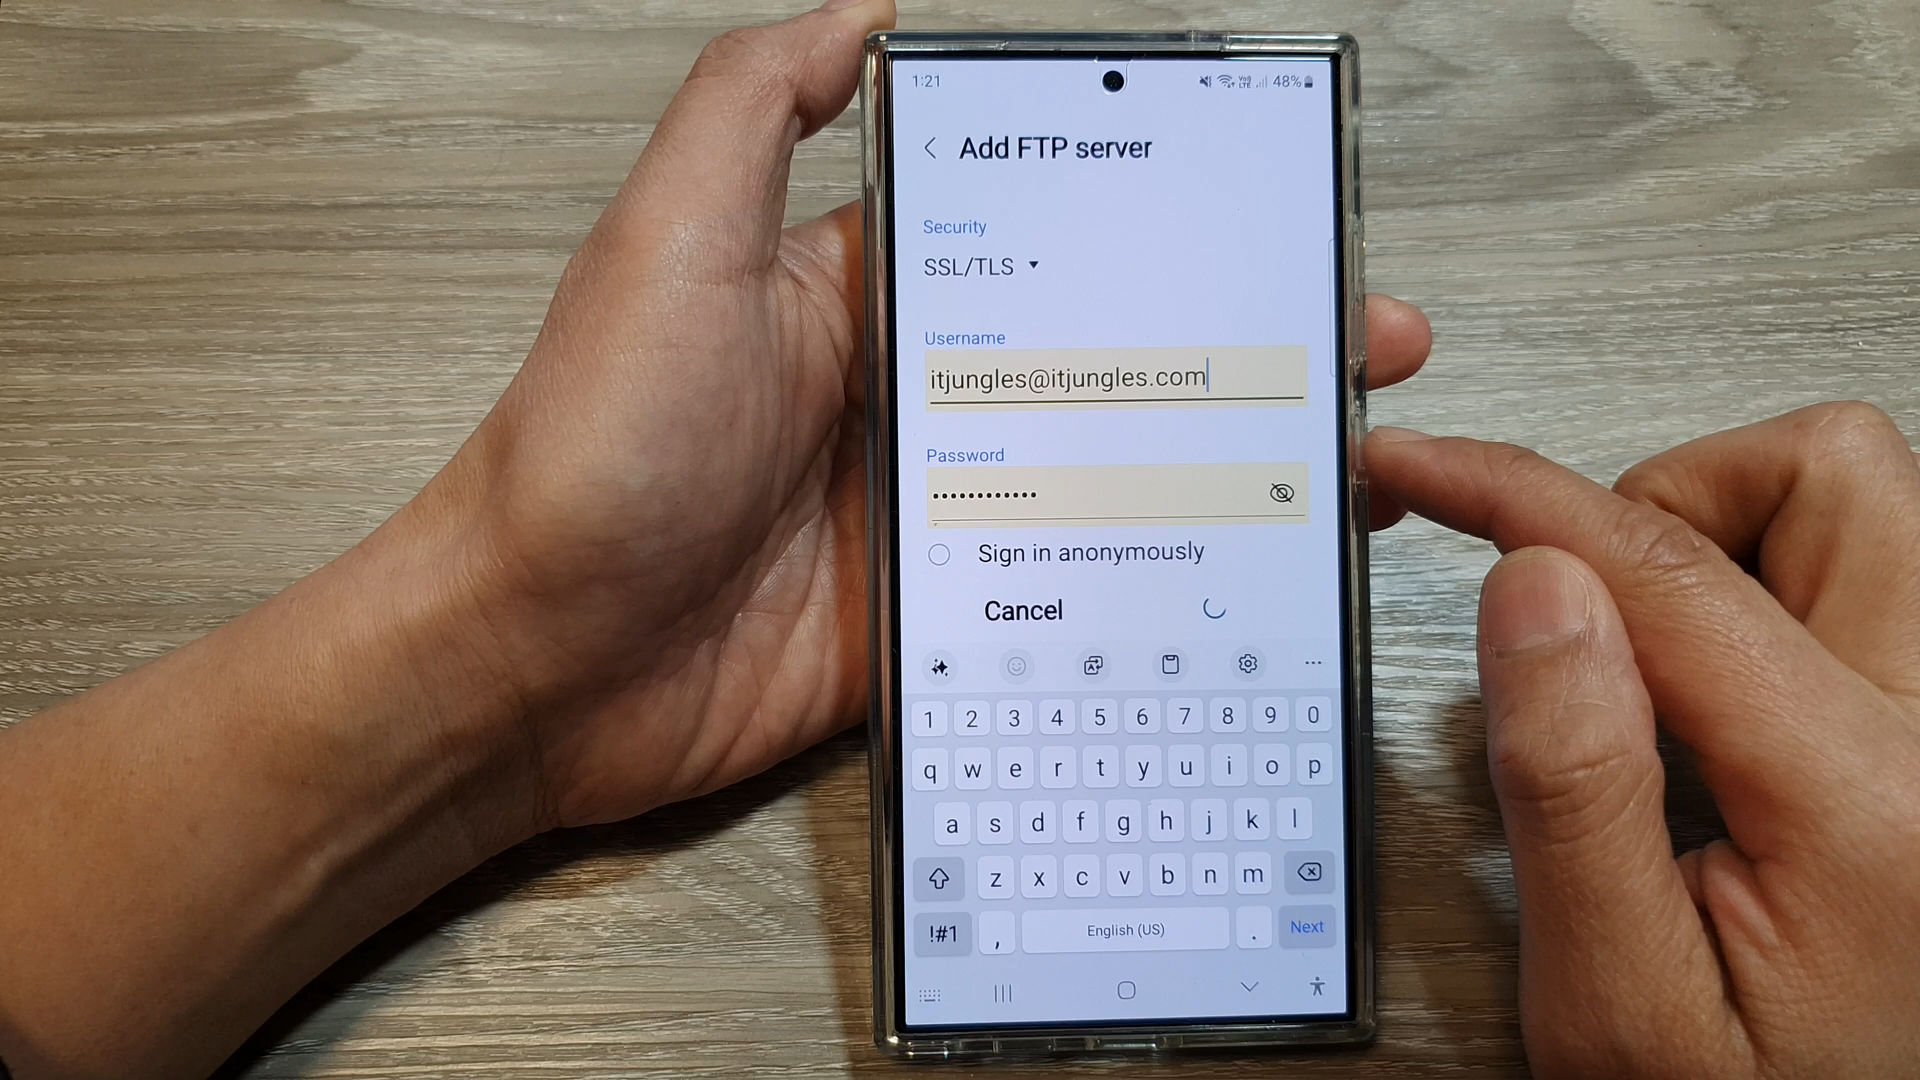 1:21
48%
Add FTP server
Security
SSL/TLS
Username
itjungles@itjungles.com
Password
••••••••••••
Sign in anonymously
Cancel
1 2 3 4 5 6 7 8 9 0
q w e r t y u i o p
a s d f g h j k l
z x c v b n m
!#1 , English (US) . Next